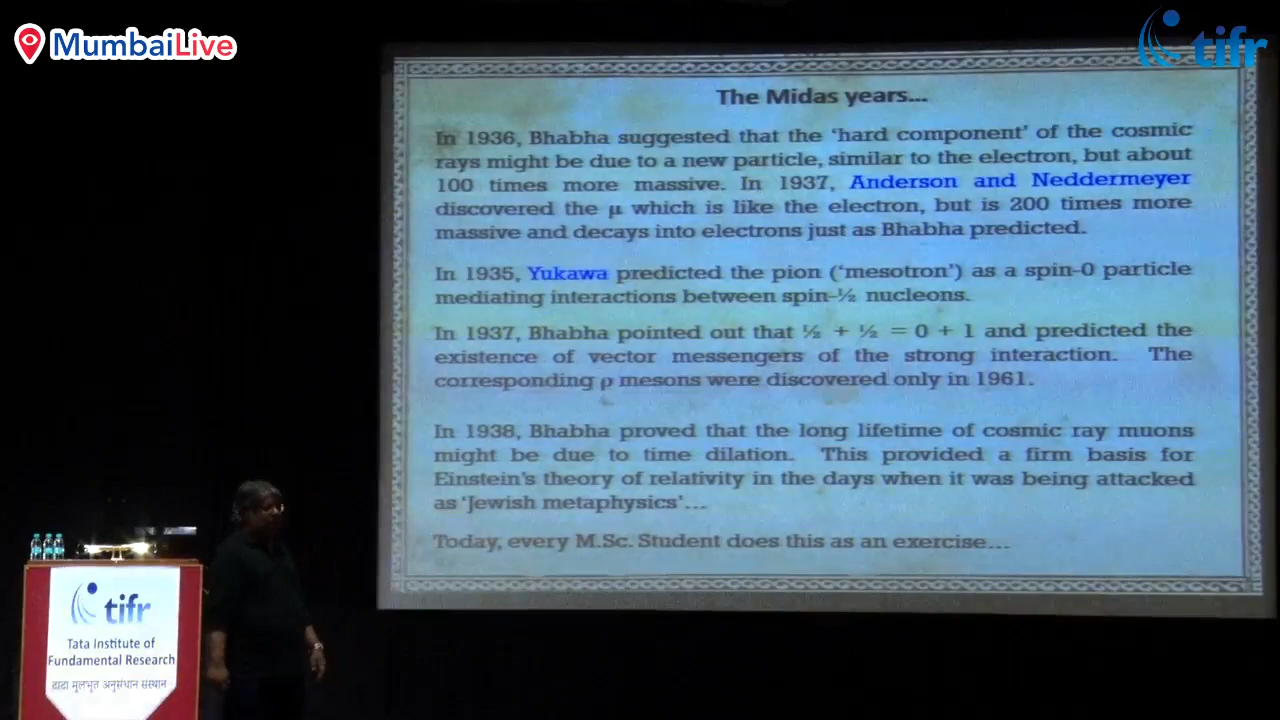 MumbaiLive
tifr
The Midas years...
In 1936, Bhabha suggested that the ‘hard component’ of the cosmic
rays might be due to a new particle, similar to the electron, but about
100 times more massive. In 1937, Anderson and Neddermeyer
discovered the μ which is like the electron, but is 200 times more
massive and decays into electrons just as Bhabha predicted.
In 1935, Yukawa predicted the pion (‘mesotron’) as a spin-0 particle
mediating interactions between spin-½ nucleons.
In 1937, Bhabha pointed out that ½ + ½ = 0 + 1 and predicted the
existence of vector messengers of the strong interaction. The
corresponding ρ mesons were discovered only in 1961.
In 1938, Bhabha proved that the long lifetime of cosmic ray muons
might be due to time dilation. This provided a firm basis for
Einstein’s theory of relativity in the days when it was being attacked
as ‘Jewish metaphysics’...
Today, every M.Sc. Student does this as an exercise...
tifr
Tata Institute of
Fundamental Research
टाटा मूलभूत अनुसंधान संस्थान